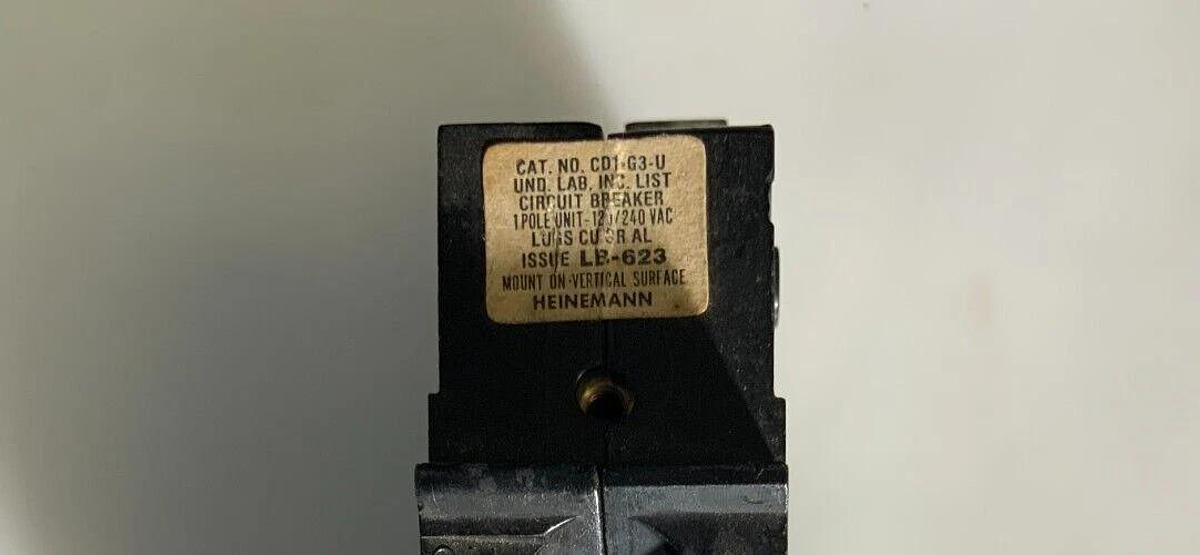 CAT. NO. CD1-G3-U
UND. LAB. INC. LIST
CIRCUIT BREAKER
1 POLE UNIT-120/240 VAC
LUGS CU OR AL
ISSUE LB-623
MOUNT ON VERTICAL SURFACE
HEINEMANN